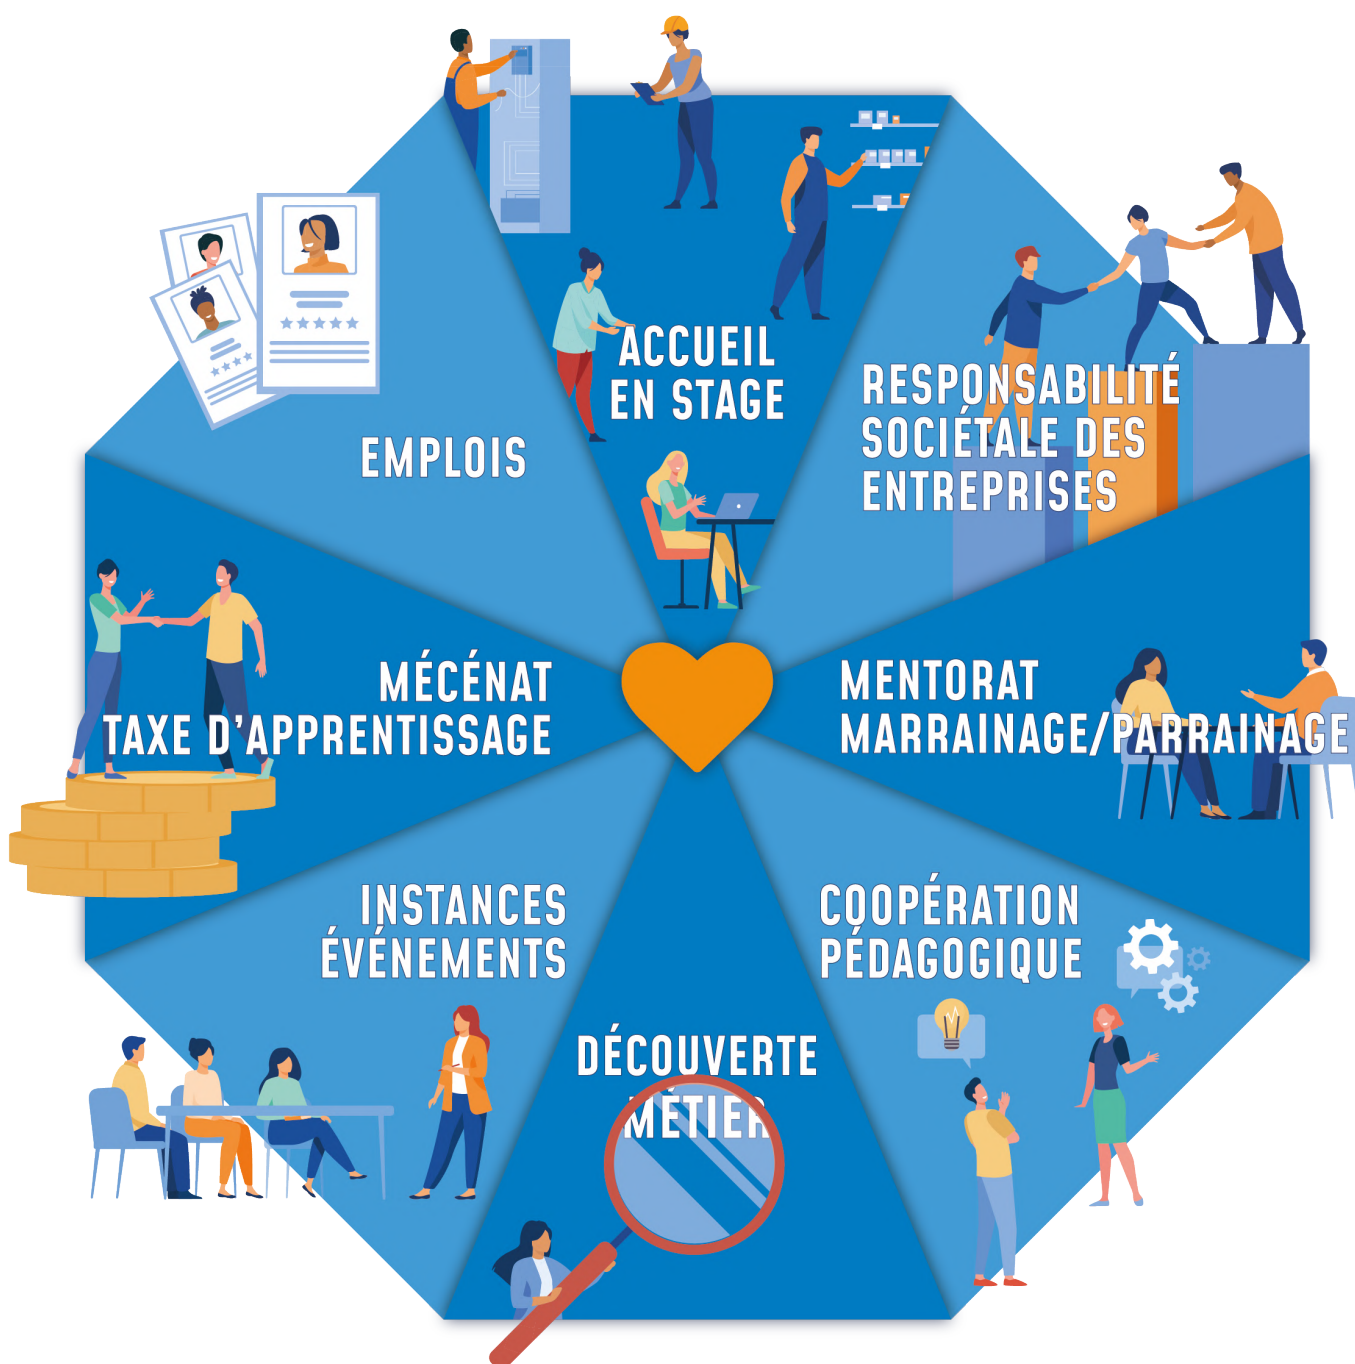 ACCUEIL
EN STAGE
RESPONSABILITÉ
SOCIÉTALE DES
ENTREPRISES
EMPLOIS
MÉCÉNAT
TAXE D'APPRENTISSAGE
MENTORAT
MARRAINAGE/PARRAINAGE
INSTANCES
ÉVÉNEMENTS
COOPÉRATION
PÉDAGOGIQUE
DÉCOUVERTE
MÉTIER